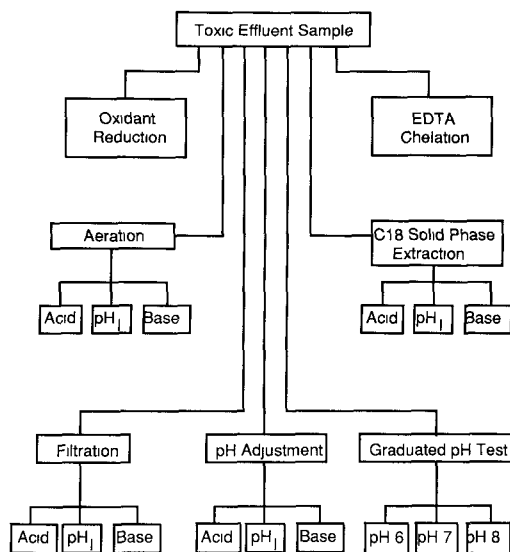 Toxic Effluent Sample
Oxidant
Reduction
EDTA
Chelation
Aeration
C18 Solid Phase
Extraction
Acid pHi Base
Acid pHi Base
Filtration
pH Adjustment
Graduated pH Test
Acid pHi Base
Acid pHi Base
pH 6 pH 7 pH 8